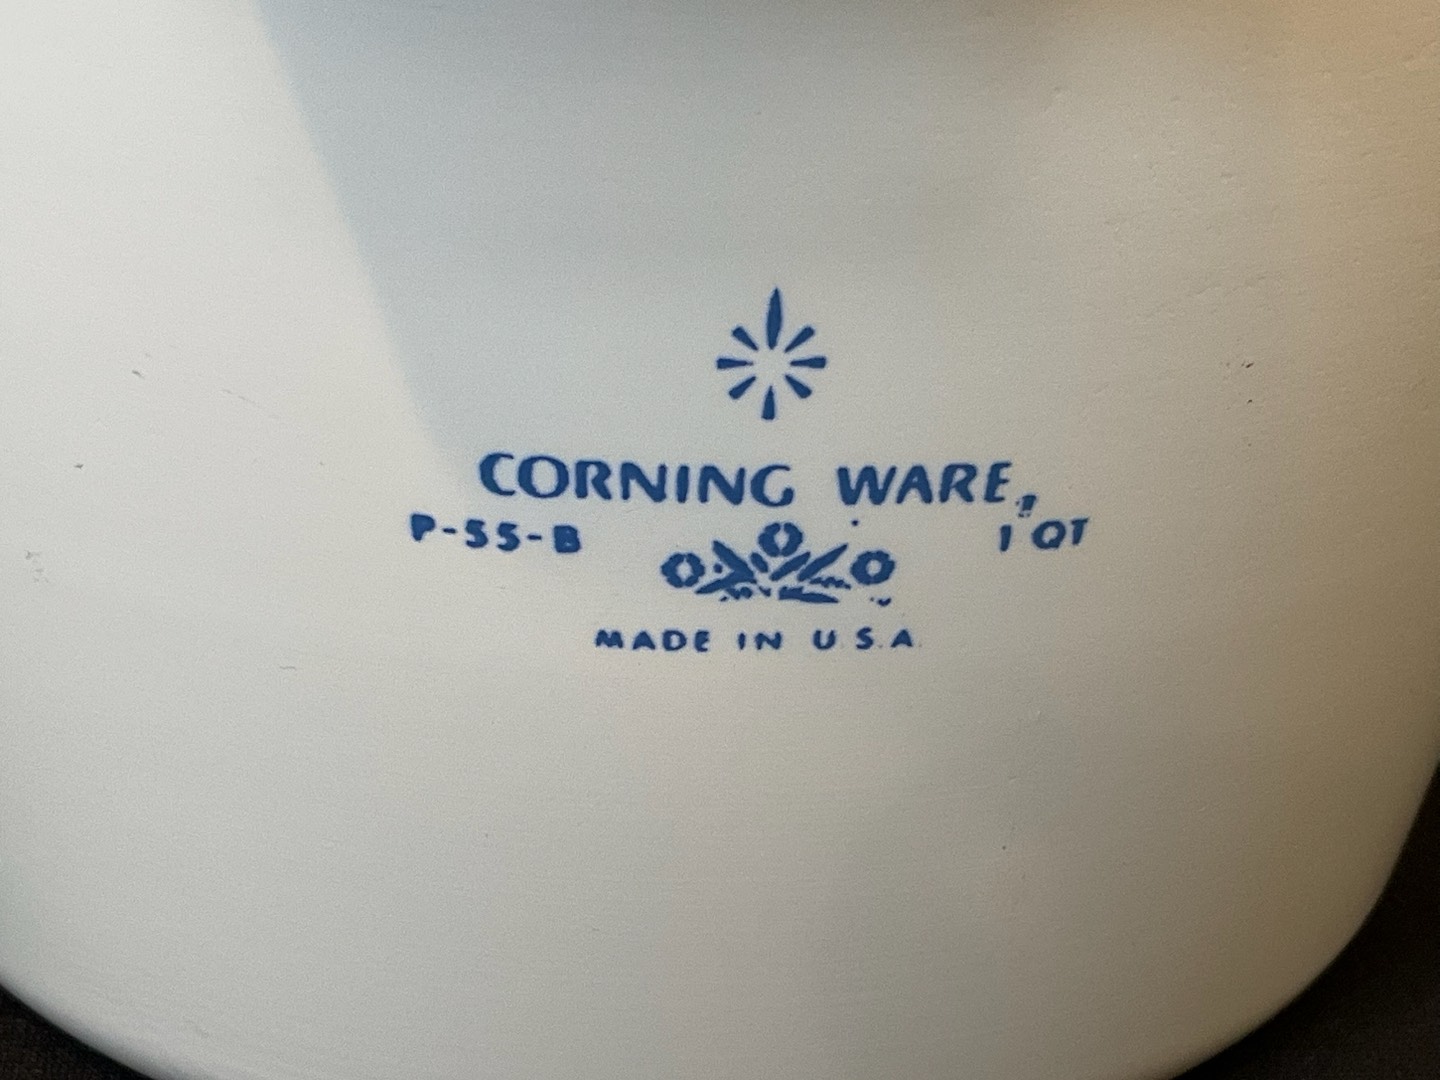 CORNING WARE®
P-55-B 1 QT
MADE IN U.S.A.